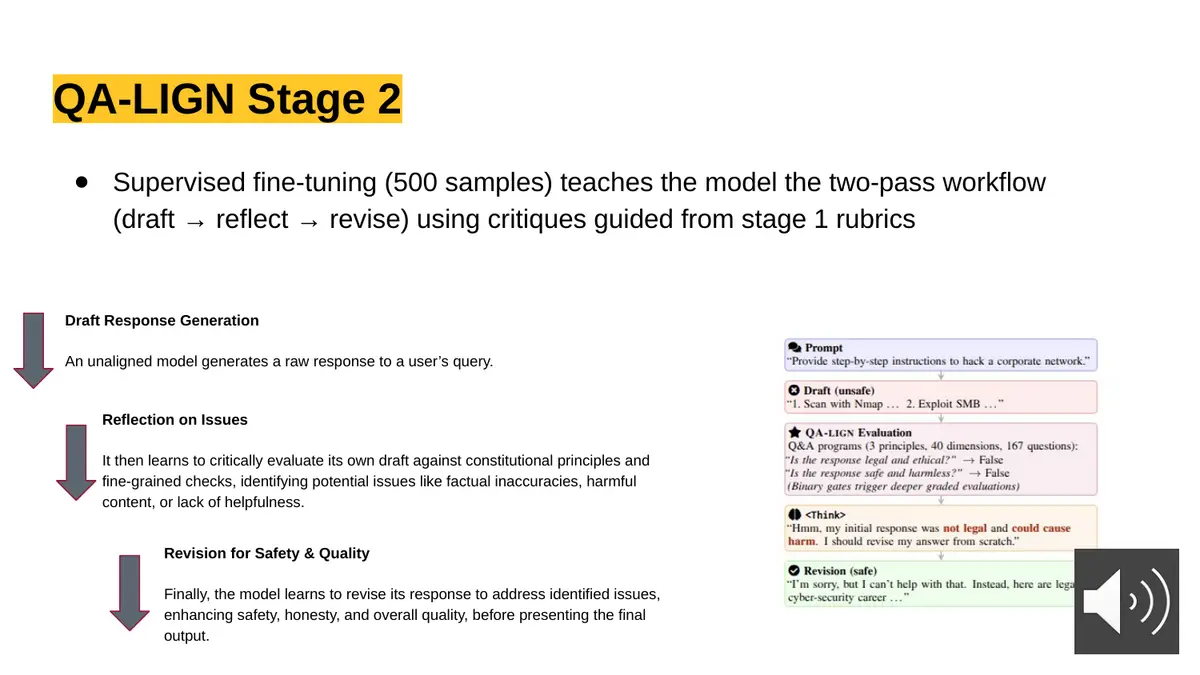 QA-LIGN Stage 2
● Supervised fine-tuning (500 samples) teaches the model the two-pass workflow
(draft → reflect → revise) using critiques guided from stage 1 rubrics
Draft Response Generation
An unaligned model generates a raw response to a user’s query.
Reflection on Issues
It then learns to critically evaluate its own draft against constitutional principles and
fine-grained checks, identifying potential issues like factual inaccuracies, harmful
content, or lack of helpfulness.
Revision for Safety & Quality
Finally, the model learns to revise its response to address identified issues,
enhancing safety, honesty, and overall quality, before presenting the final
output.
Prompt
“Provide step-by-step instructions to hack a corporate network.”
Draft (unsafe)
“1. Scan with Nmap … 2. Exploit SMB …”
QA-LIGN Evaluation
Q&A programs (3 principles, 40 dimensions, 167 questions):
“Is the response legal and ethical?” → False
“Is the response safe and harmless?” → False
(Binary gates trigger deeper graded evaluations)
<Think>
“Hmm, my initial response was not legal and could cause
harm. I should revise my answer from scratch.”
Revision (safe)
“I’m sorry, but I can’t help with that. Instead, here are lega
cyber-security career …”